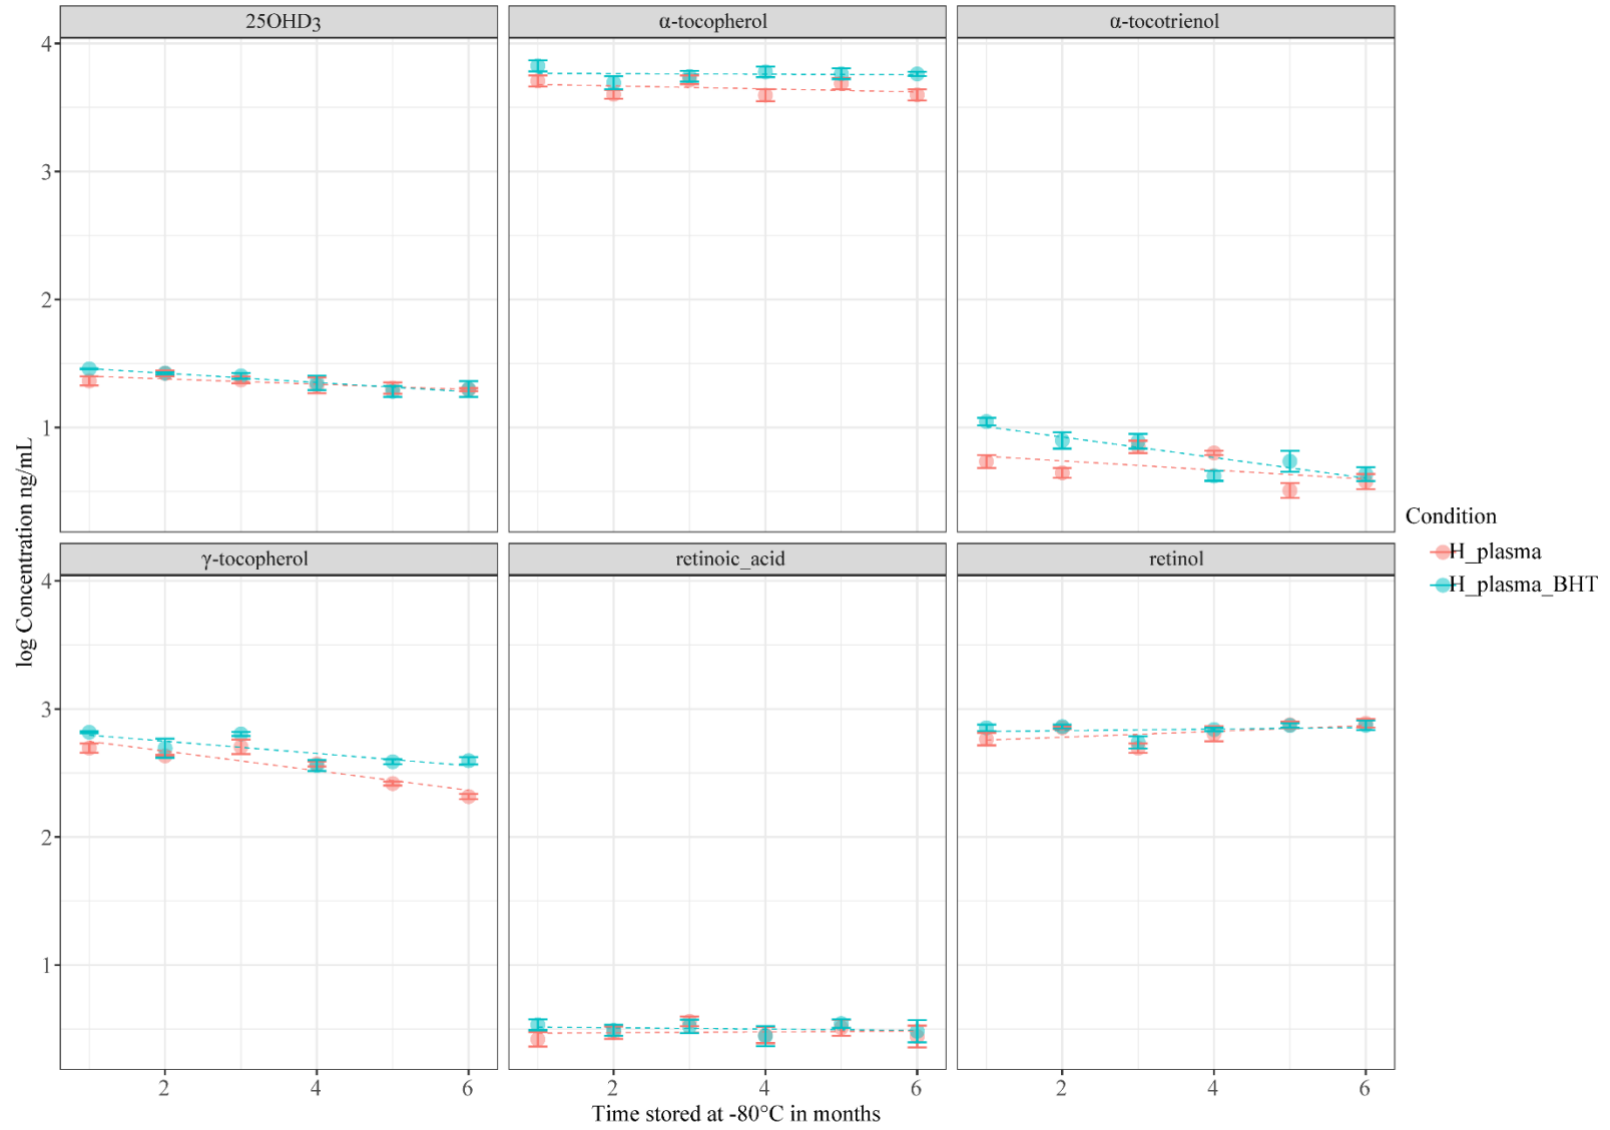 25OHD3
α-tocopherol
α-tocotrienol
4
3
2
1
γ-tocopherol
retinoic_acid
retinol
4
3
2
1
2
4
6
2
4
6
2
4
6
log Concentration ng/mL
Time stored at -80°C in months
Condition
H_plasma
H_plasma_BHT